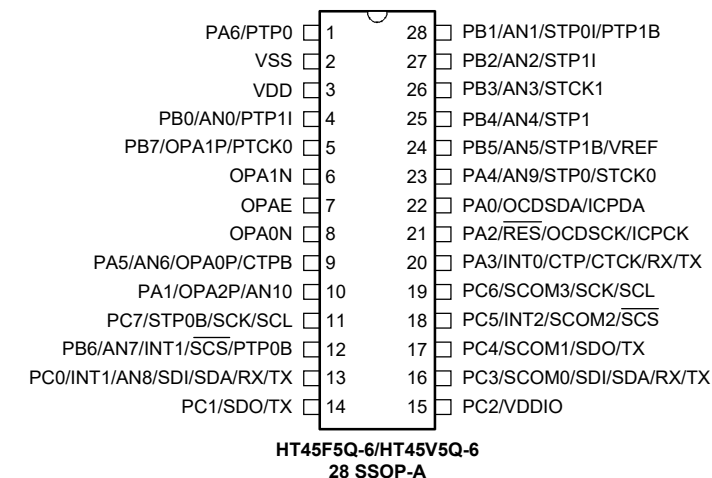 PA6/PTP0 1 28 PB1/AN1/STP0I/PTP1B
VSS 2 27 PB2/AN2/STP1I
VDD 3 26 PB3/AN3/STCK1
PB0/AN0/PTP1I 4 25 PB4/AN4/STP1
PB7/OPA1P/PTCK0 5 24 PB5/AN5/STP1B/VREF
OPA1N 6 23 PA4/AN9/STP0/STCK0
OPAE 7 22 PA0/OCDSDA/ICPDA
OPA0N 8 21 PA2/RES/OCDSCK/ICPCK
PA5/AN6/OPA0P/CTPB 9 20 PA3/INT0/CTP/CTCK/RX/TX
PA1/OPA2P/AN10 10 19 PC6/SCOM3/SCK/SCL
PC7/STP0B/SCK/SCL 11 18 PC5/INT2/SCOM2/SCS
PB6/AN7/INT1/SCS/PTP0B 12 17 PC4/SCOM1/SDO/TX
PC0/INT1/AN8/SDI/SDA/RX/TX 13 16 PC3/SCOM0/SDI/SDA/RX/TX
PC1/SDO/TX 14 15 PC2/VDDIO
HT45F5Q-6/HT45V5Q-6
28 SSOP-A